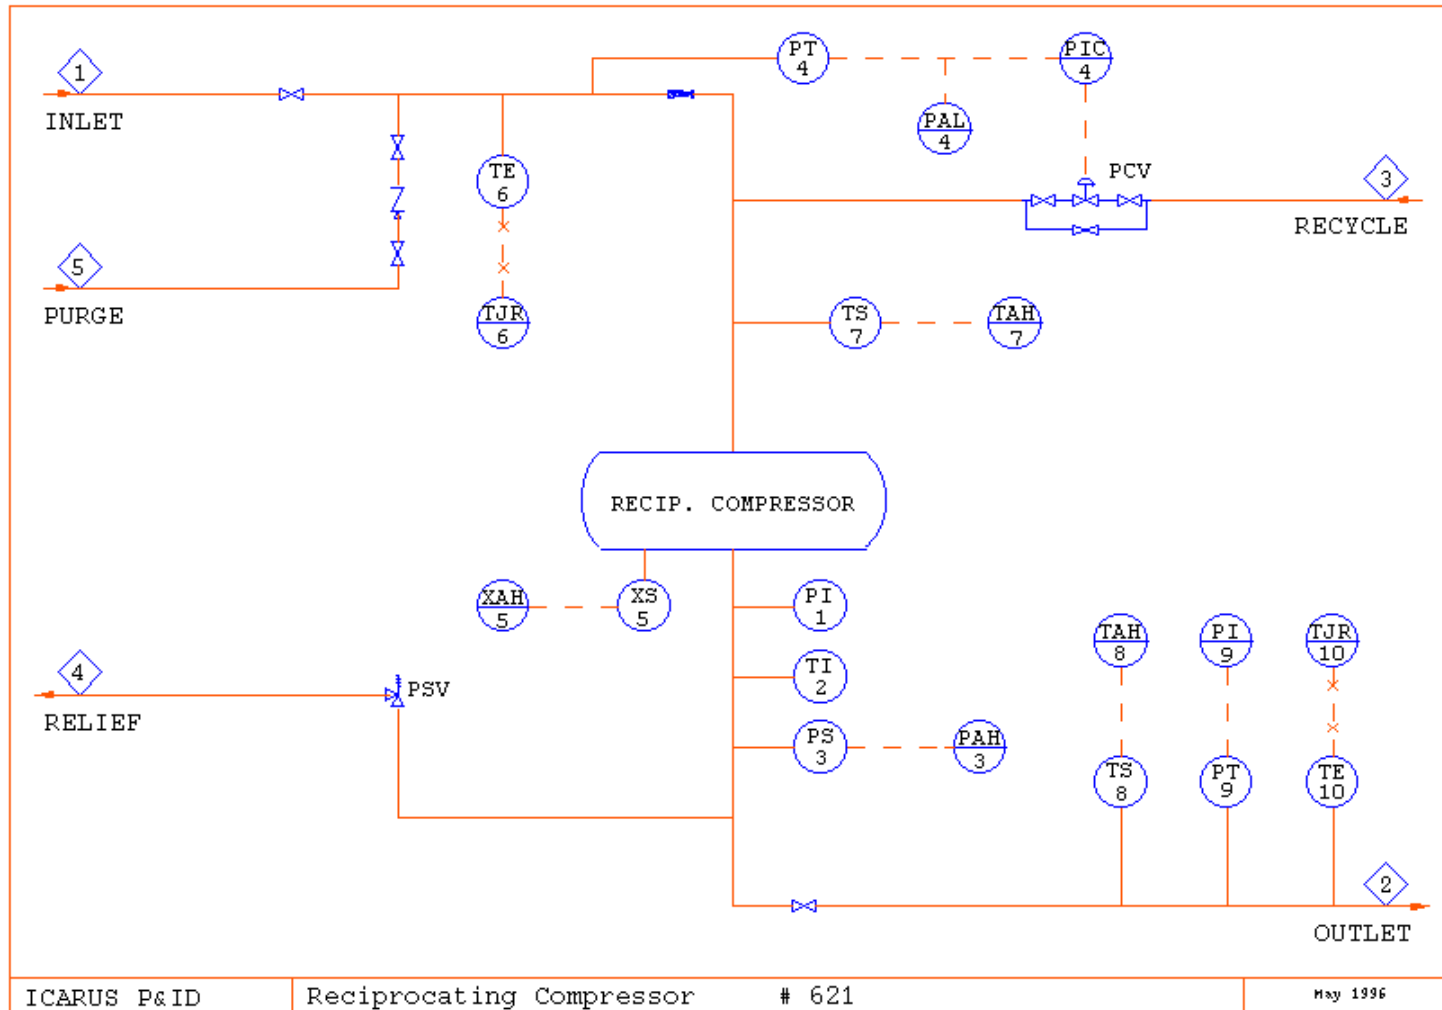 PT
4
PIC
4
1
INLET
PAL
4
TE
6
PCV
3
RECYCLE
5
PURGE
TJR
6
TS
7
TAH
7
RECIP. COMPRESSOR
XAH
5
XS
5
PI
1
TI
2
PS
3
PAH
3
4
PSV
RELIEF
TAH
8
PI
9
TJR
10
TS
8
PT
9
TE
10
2
OUTLET
ICARUS P&ID
Reciprocating Compressor # 621
May 1996